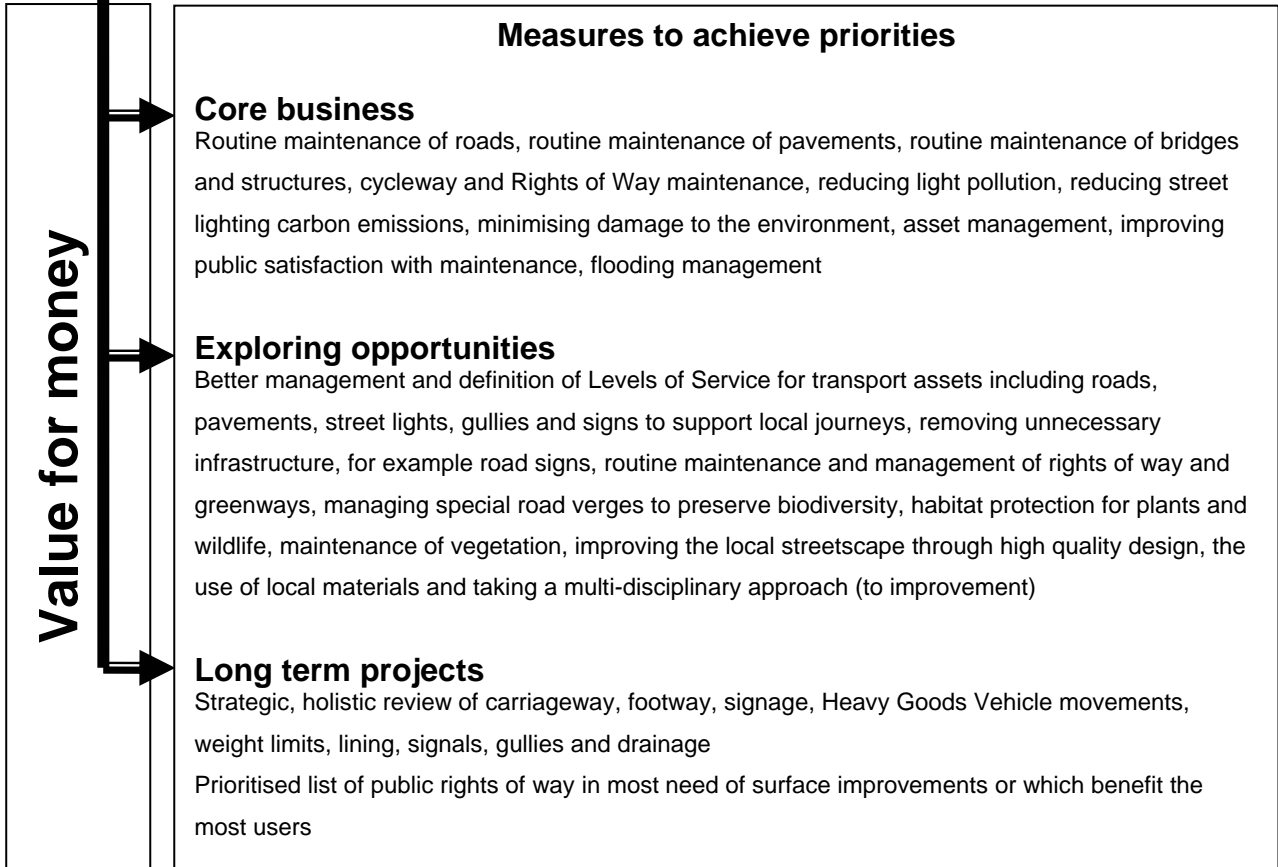 Value for money
Measures to achieve priorities
Core business
Routine maintenance of roads, routine maintenance of pavements, routine maintenance of bridges
and structures, cycleway and Rights of Way maintenance, reducing light pollution, reducing street
lighting carbon emissions, minimising damage to the environment, asset management, improving
public satisfaction with maintenance, flooding management
Exploring opportunities
Better management and definition of Levels of Service for transport assets including roads,
pavements, street lights, gullies and signs to support local journeys, removing unnecessary
infrastructure, for example road signs, routine maintenance and management of rights of way and
greenways, managing special road verges to preserve biodiversity, habitat protection for plants and
wildlife, maintenance of vegetation, improving the local streetscape through high quality design, the
use of local materials and taking a multi-disciplinary approach (to improvement)
Long term projects
Strategic, holistic review of carriageway, footway, signage, Heavy Goods Vehicle movements,
weight limits, lining, signals, gullies and drainage
Prioritised list of public rights of way in most need of surface improvements or which benefit the
most users